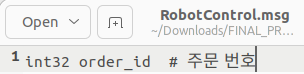 Open
RobotControl.msg
~/Downloads/FINAL_PR...
1 int32 order_id  # 주문 번호